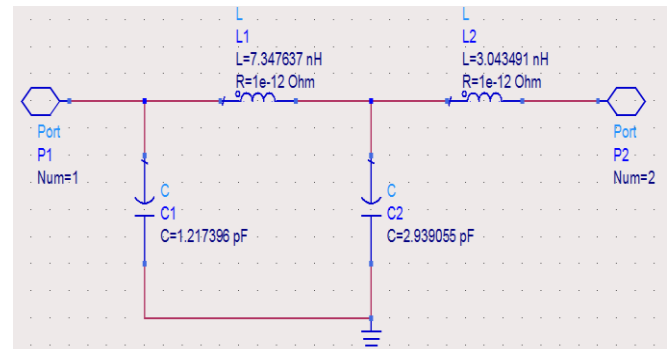 L
L1
L=7.347637 nH
R=1e-12 Ohm
L
L2
L=3.043491 nH
R=1e-12 Ohm
Port
P1
Num=1
Port
P2
Num=2
C
C1
C=1.217396 pF
C
C2
C=2.939055 pF